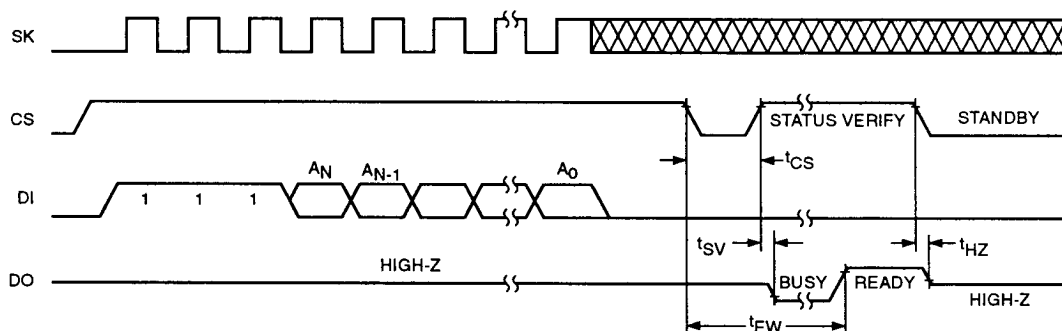 SK
CS
STATUS VERIFY
STANDBY
tCS
DI
1 1 1 AN AN-1 A0
tSV
tHZ
DO
HIGH-Z
BUSY
READY
HIGH-Z
tEW